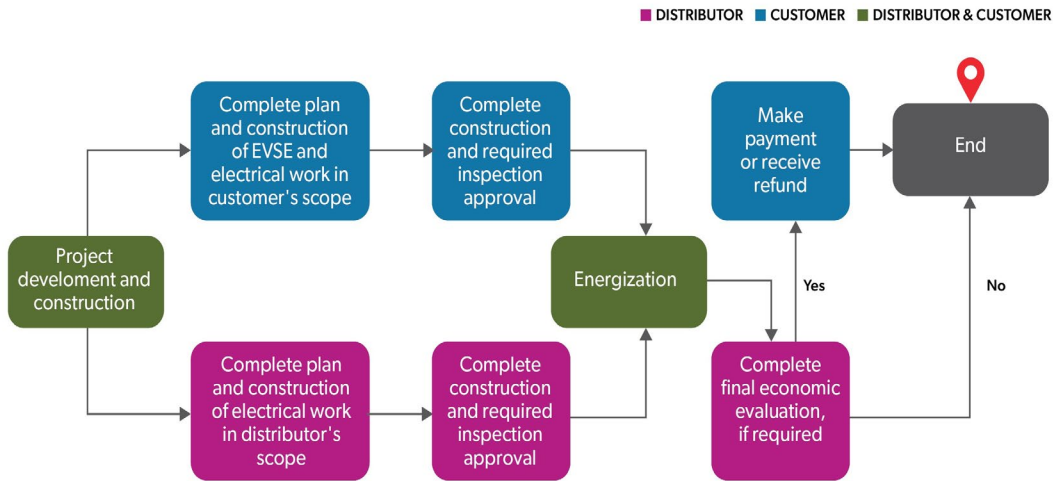 DISTRIBUTOR CUSTOMER DISTRIBUTOR & CUSTOMER
Complete plan
and construction
of EVSE and
electrical work in
customer's scope
Complete
construction
and required
inspection
approval
Make
payment
or receive
refund
End
Project
develoment and
construction
Energization
Yes
No
Complete plan
and construction
of electrical work
in distributor's
scope
Complete
construction
and required
inspection
approval
Complete
final economic
evaluation,
if required